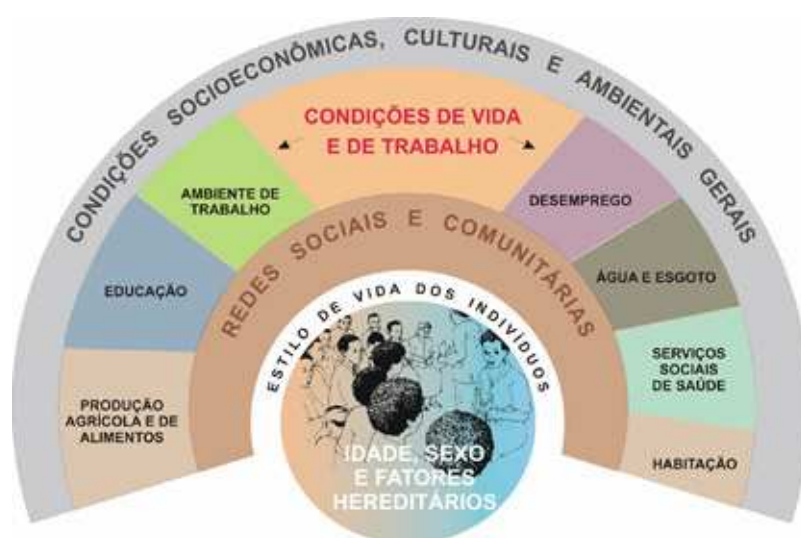 CONDIÇÕES SOCIOECONÔMICAS, CULTURAIS E AMBIENTAIS GERAIS
CONDIÇÕES DE VIDA
E DE TRABALHO
AMBIENTE DE
TRABALHO
DESEMPREGO
EDUCAÇÃO
ÁGUA E ESGOTO
REDES SOCIAIS E COMUNITÁRIAS
PRODUÇÃO
AGRÍCOLA E DE
ALIMENTOS
SERVIÇOS
SOCIAIS
DE SAÚDE
HABITAÇÃO
ESTILO DE VIDA DOS INDIVÍDUOS
IDADE, SEXO
E FATORES
HEREDITÁRIOS